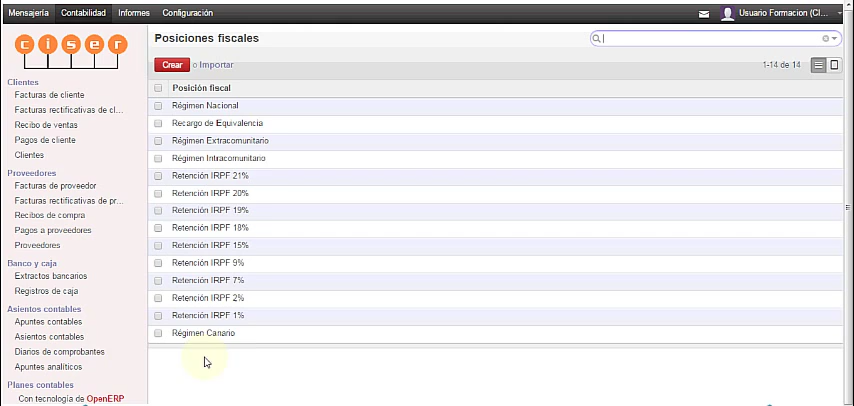 Mensajería Contabilidad Informes Configuración Usuario Formacion (CI...
ciser
Clientes
Facturas de cliente
Facturas rectificativas de cl...
Recibo de ventas
Pagos de cliente
Clientes
Proveedores
Facturas de proveedor
Facturas rectificativas de pr...
Recibos de compra
Pagos a proveedores
Proveedores
Banco y caja
Extractos bancarios
Registros de caja
Asientos contables
Apuntes contables
Asientos contables
Diarios de comprobantes
Apuntes analíticos
Planes contables
Con tecnología de OpenERP
Posiciones fiscales
Crear o Importar 1-14 de 14
Posición fiscal
Régimen Nacional
Recargo de Equivalencia
Régimen Extracomunitario
Régimen Intracomunitario
Retención IRPF 21%
Retención IRPF 20%
Retención IRPF 19%
Retención IRPF 18%
Retención IRPF 15%
Retención IRPF 9%
Retención IRPF 7%
Retención IRPF 2%
Retención IRPF 1%
Régimen Canario